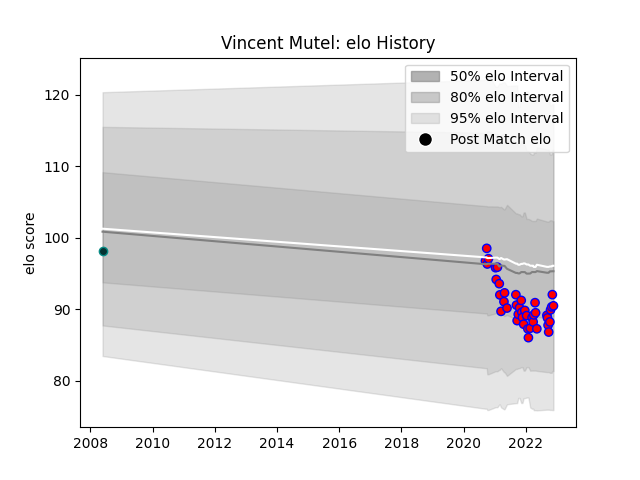 Vincent Mutel: elo History
50% elo Interval
80% elo Interval
95% elo Interval
Post Match elo
elo score
120
110
100
90
80
2008
2010
2012
2014
2016
2018
2020
2022